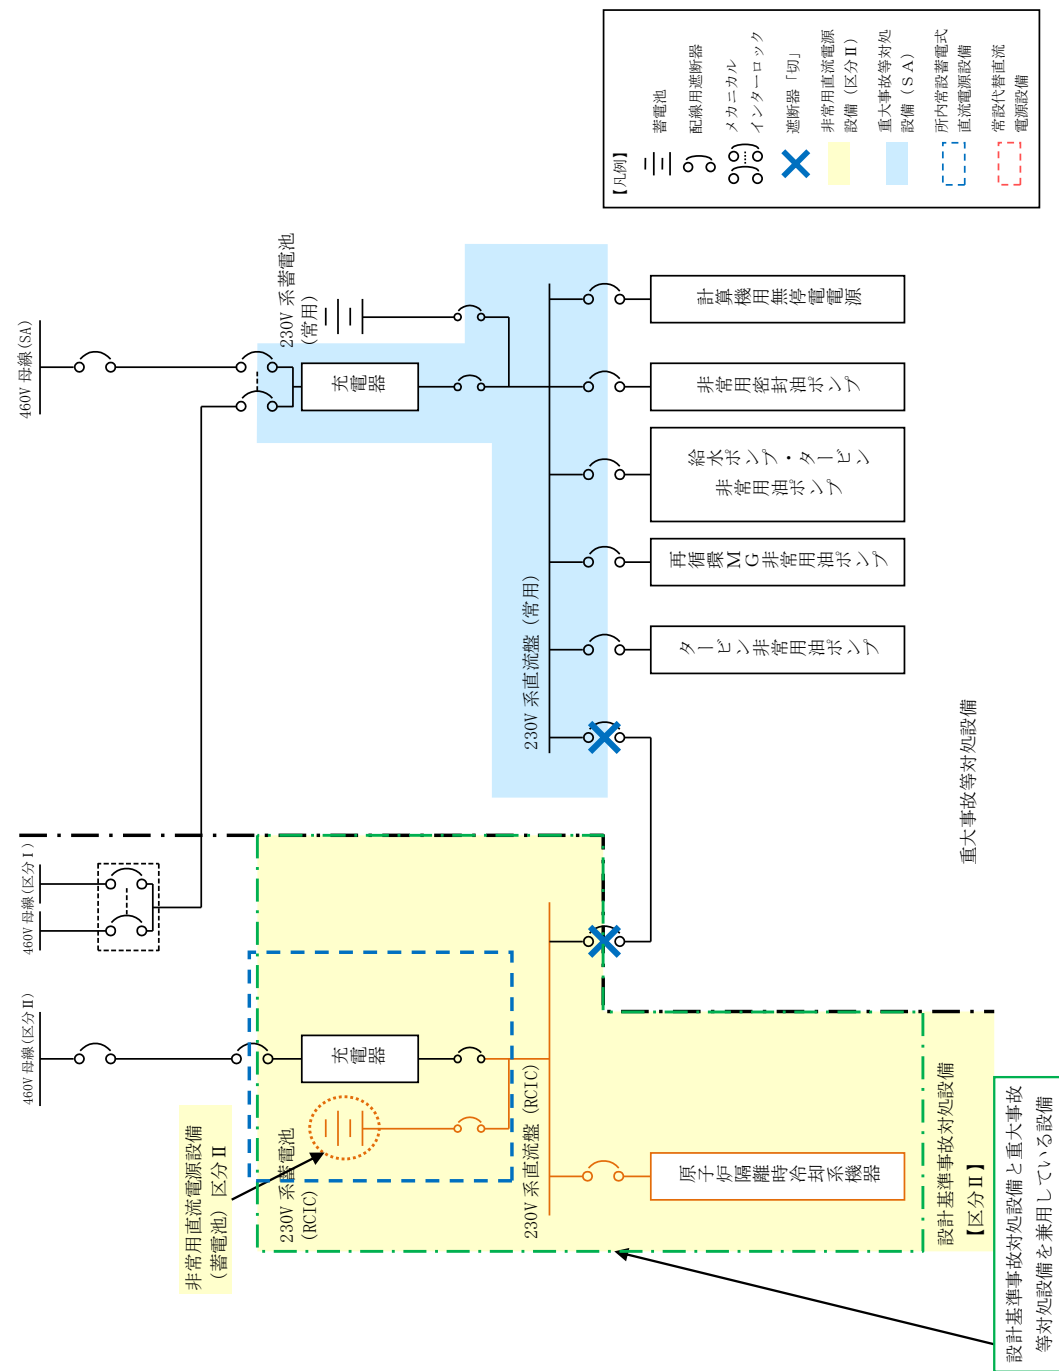 設計基準事故対処設備と重大事故
等対処設備を兼用している設備
非常用直流電源設備
(蓄電池) 区分Ⅱ
460V 母線(区分Ⅱ)
230V 系蓄電池
(RCIC)
充電器
230V 系直流盤 (RCIC)
原子炉隔離時冷却系機器
設計基準事故対処設備
【区分Ⅱ】
460V 母線(区分Ⅰ)
460V 母線(SA)
230V 系蓄電池
(常用)
充電器
230V 系直流盤 (常用)
タービン非常用油ポンプ
再循環MG非常用油ポンプ
給水ポンプ・タービン
非常用油ポンプ
非常用密封油ポンプ
計算機用無停電電源
重大事故等対処設備
【凡例】
蓄電池
配線用遮断器
メカニカル
インターロック
遮断器「切」
非常用直流電源
設備 (区分Ⅱ)
重大事故等対処
設備 (SA)
所内常設蓄電式
直流電源設備
常設代替直流
電源設備